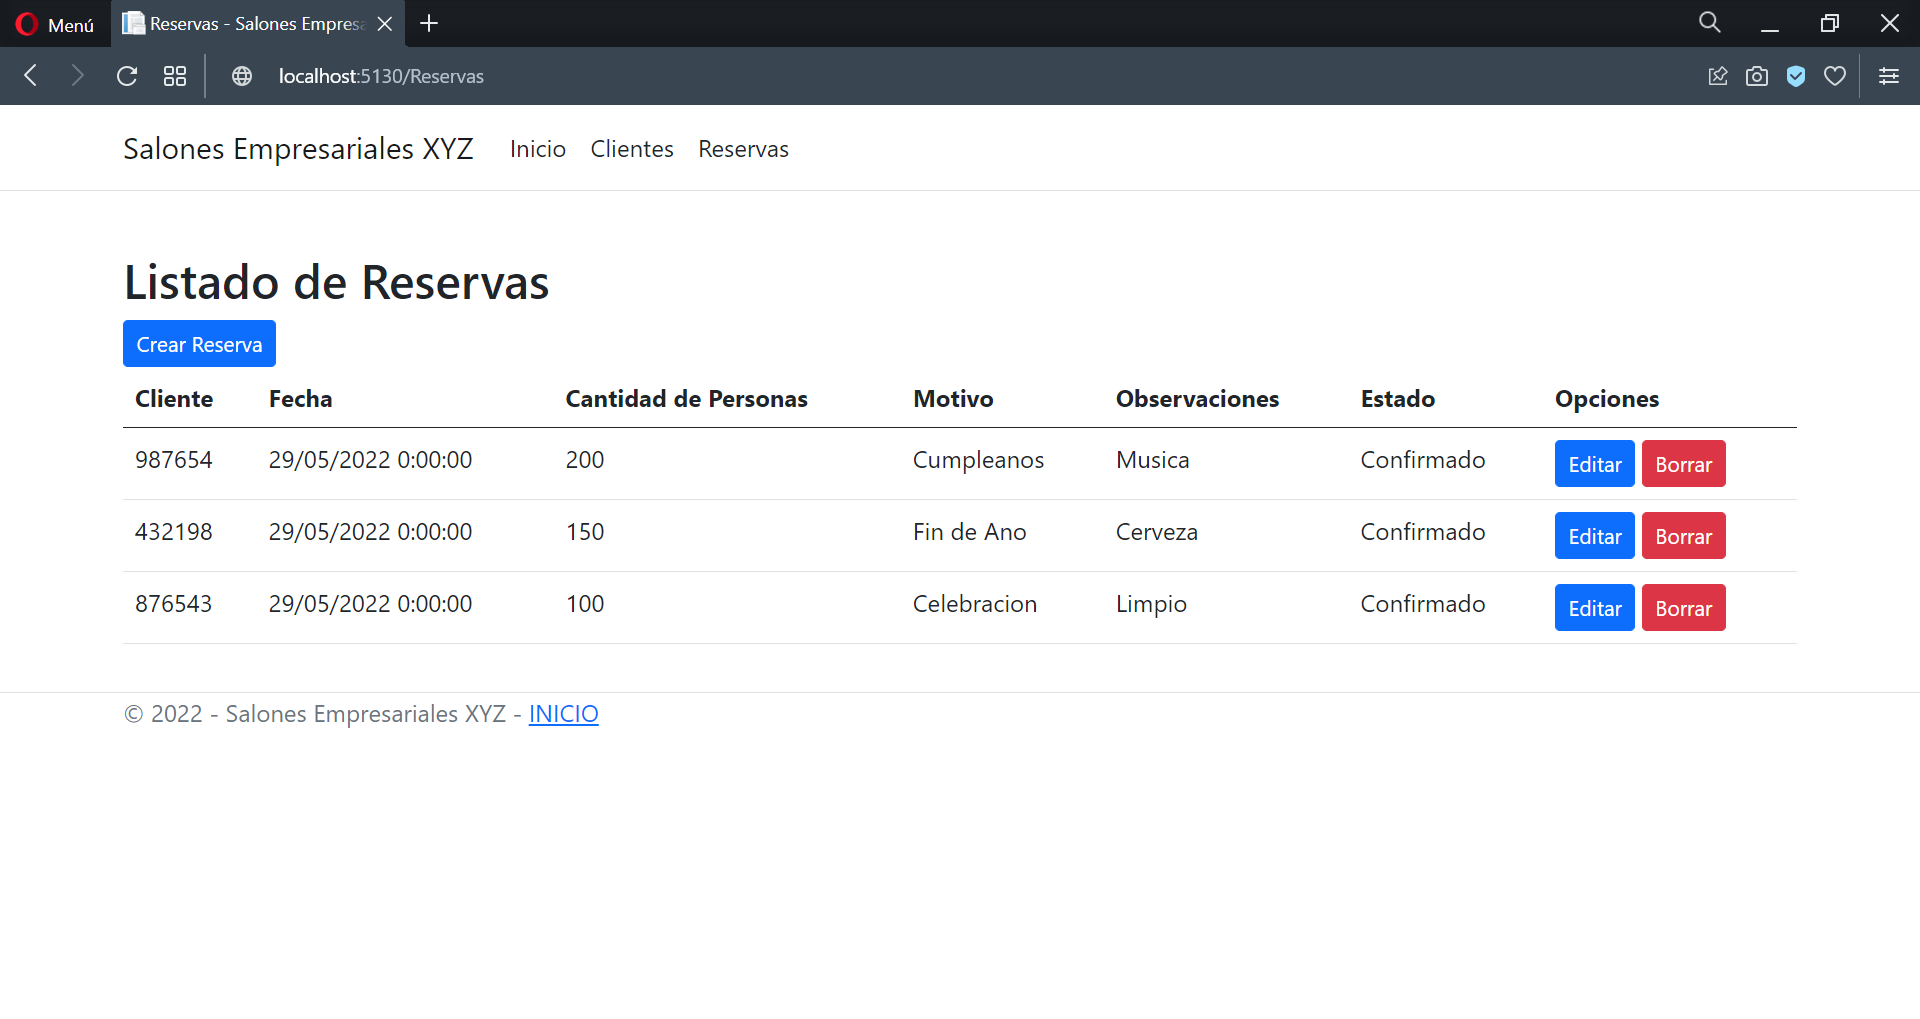 Menú
Reservas - Salones Empresa
localhost:5130/Reservas
Salones Empresariales XYZ Inicio Clientes Reservas
Listado de Reservas
Crear Reserva
Cliente Fecha Cantidad de Personas Motivo Observaciones Estado Opciones
987654 29/05/2022 0:00:00 200 Cumpleanos Musica Confirmado Editar Borrar
432198 29/05/2022 0:00:00 150 Fin de Ano Cerveza Confirmado Editar Borrar
876543 29/05/2022 0:00:00 100 Celebracion Limpio Confirmado Editar Borrar
© 2022 - Salones Empresariales XYZ - INICIO